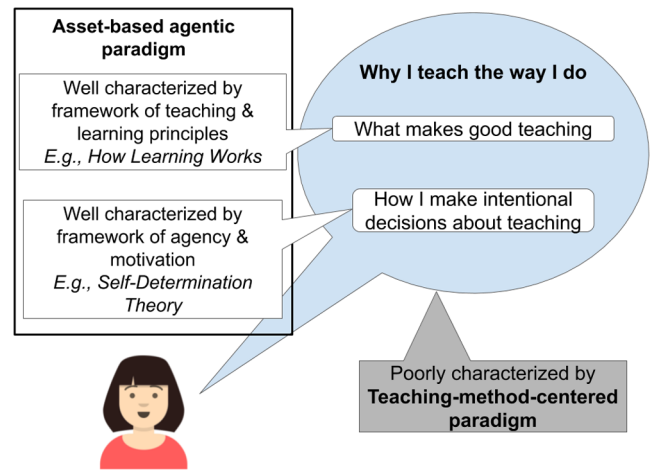 Asset-based agentic
paradigm
Well characterized by
framework of teaching &
learning principles
E.g., How Learning Works
Well characterized by
framework of agency &
motivation
E.g., Self-Determination
Theory
Why I teach the way I do
What makes good teaching
How I make intentional
decisions about teaching
Poorly characterized by
Teaching-method-centered
paradigm